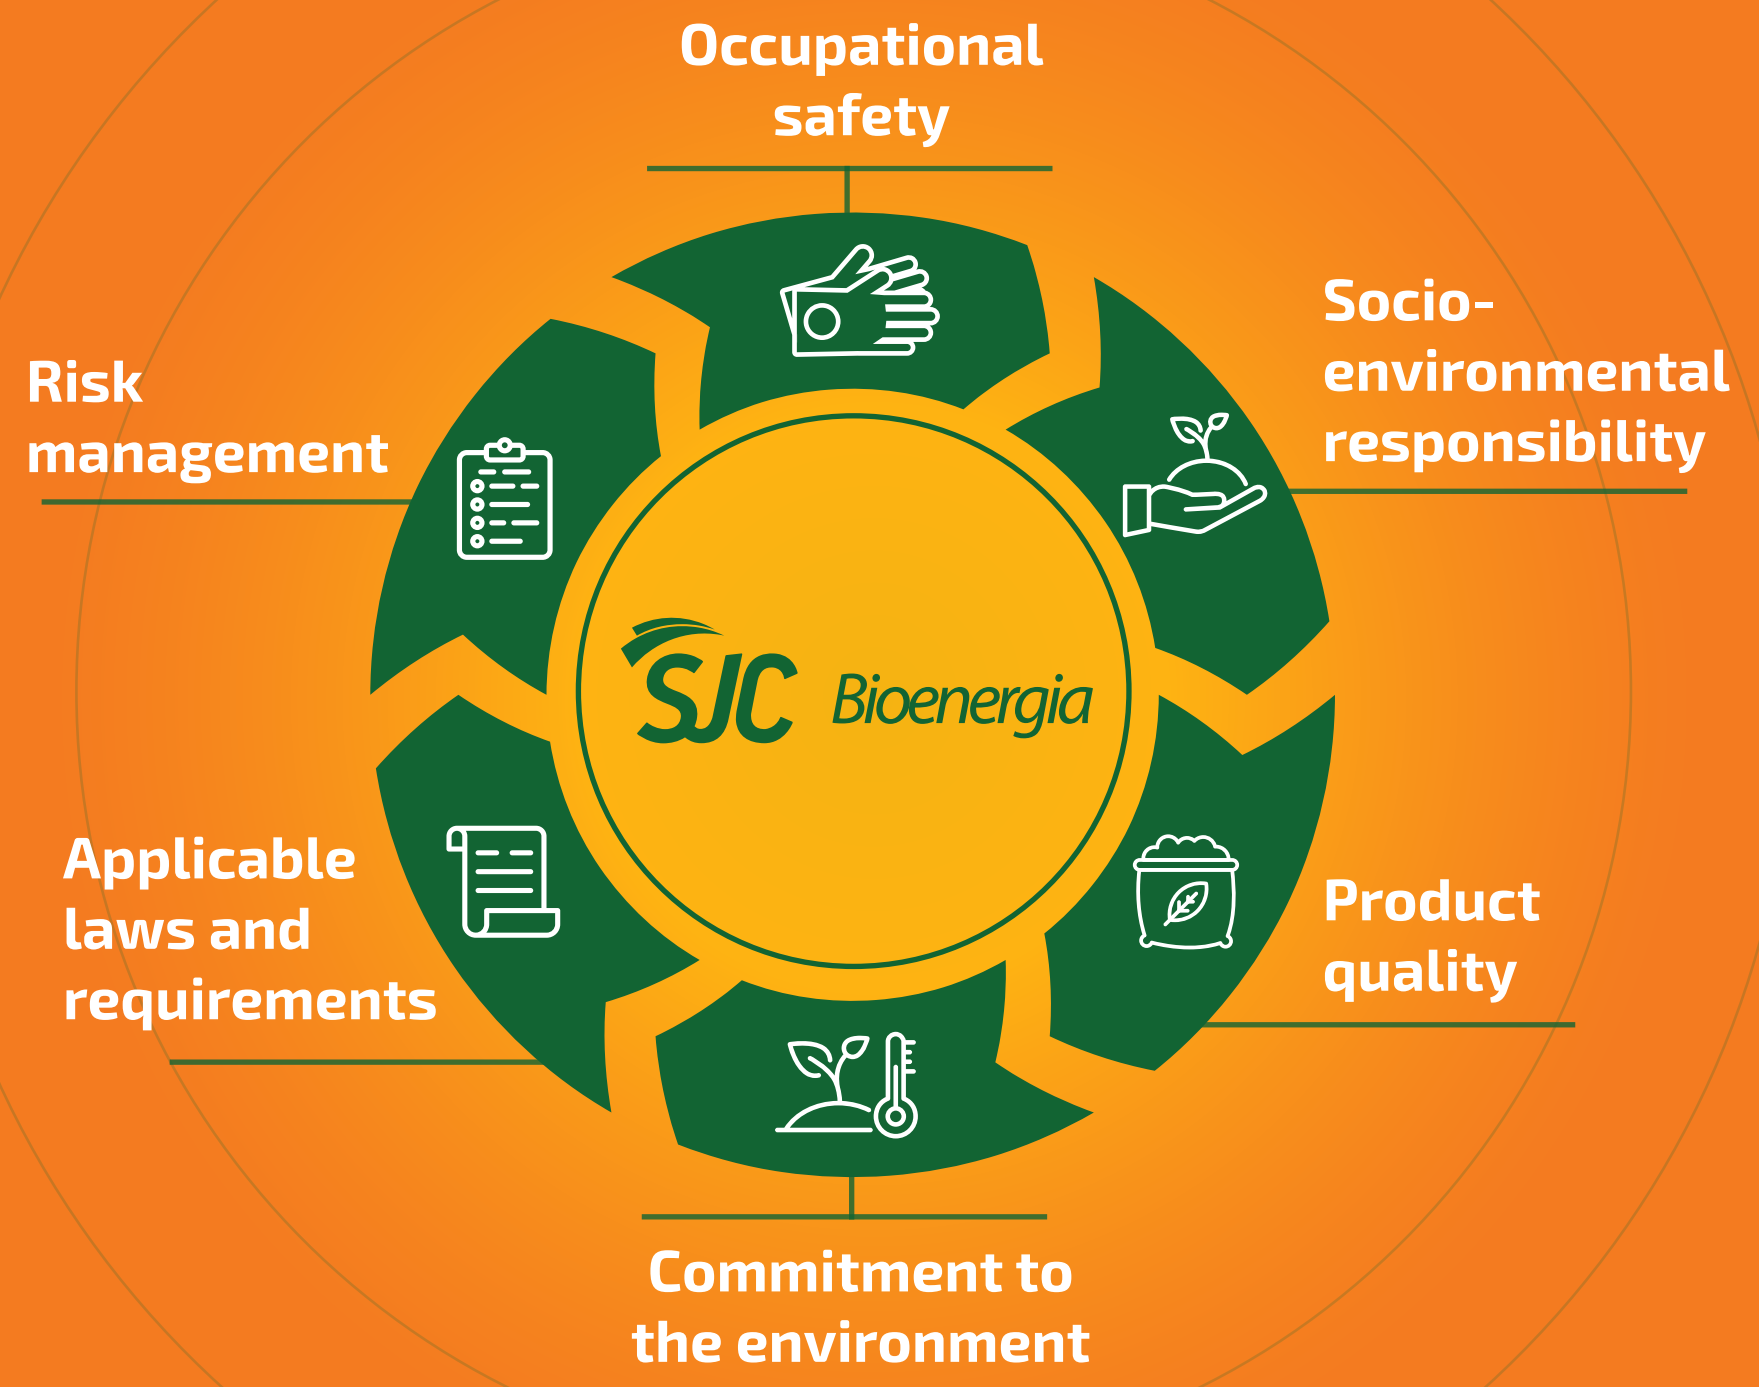 Occupational
safety
Socio-
environmental
responsibility
Risk
management
SJC Bioenergia
Applicable
laws and
requirements
Product
quality
Commitment to
the environment